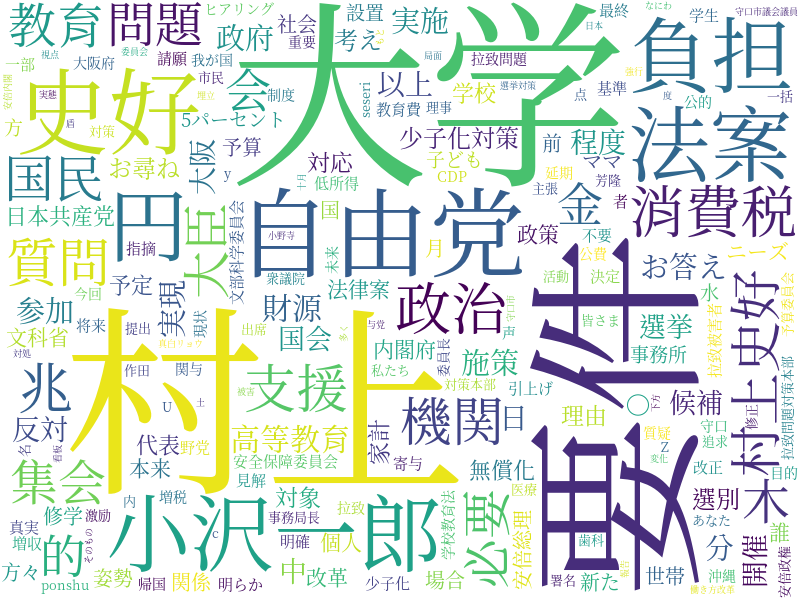 教育
問題
ヒアリング
政府
社会
重要
設置
実施
最終
学生
日本
なにわ
守口市議会議員
一部
視点
委員会
大阪府
請願
我が国
考え
拉致問題
局面
選挙対策
強行
負担
安倍内閣
史好
会
市民
制度
以上
seseri
教育費
理事
学校
大学
点
基準
公的
度
一括
方
実態
対策
盾
埋立
お尋ね
5パーセント
大阪
予算
y
対応
低所得
少子化対策
子ども
CDP
前
延期
主張
程度
ママ
芳隆
者
法案
国民
日本共産党
円
大臣
文部科学委員会
自由党
国
小野寺
月
政策
金
不要
消費税
質問
指摘
十月
未来
衆議院
公費
お答え
ニーズ
今回
予定
実現
現状
財源
法律案
政治
活動
決定
水
拉致被害者
予算委員会
文科省
参加
将来
提出
出席
国会
多く
与党
皆さま
声
守口市
選挙
事務所
村上史好
対処
兆
作田
関与
被害
村上
支援
私たち
内閣府
委員長
対策本部
施策
引上げ
要件
下方
修正
候補
拉致問題対策本部
反対
名
看板
U
土
代表
野党
高等教育
家計
機関
日
理由
〇
質疑
守口
追求
木
集会
本来
安全保障委員会
見解
寄与
無償化
Z
変化
改正
目的
真実
修学
激励
増税
内
対象
拉致
医療
選別
あなた
誰
増収
的
そのもの
c
小沢一郎
事務局長
明確
個人
学校教育法
必要
安倍総理
歯科
分
開催
沖縄
安倍政権
方々
姿勢
帰国
関係
明らか
中
改革
少子化
場合
新た
署名
報告
世帯
働き方改革
ponshu